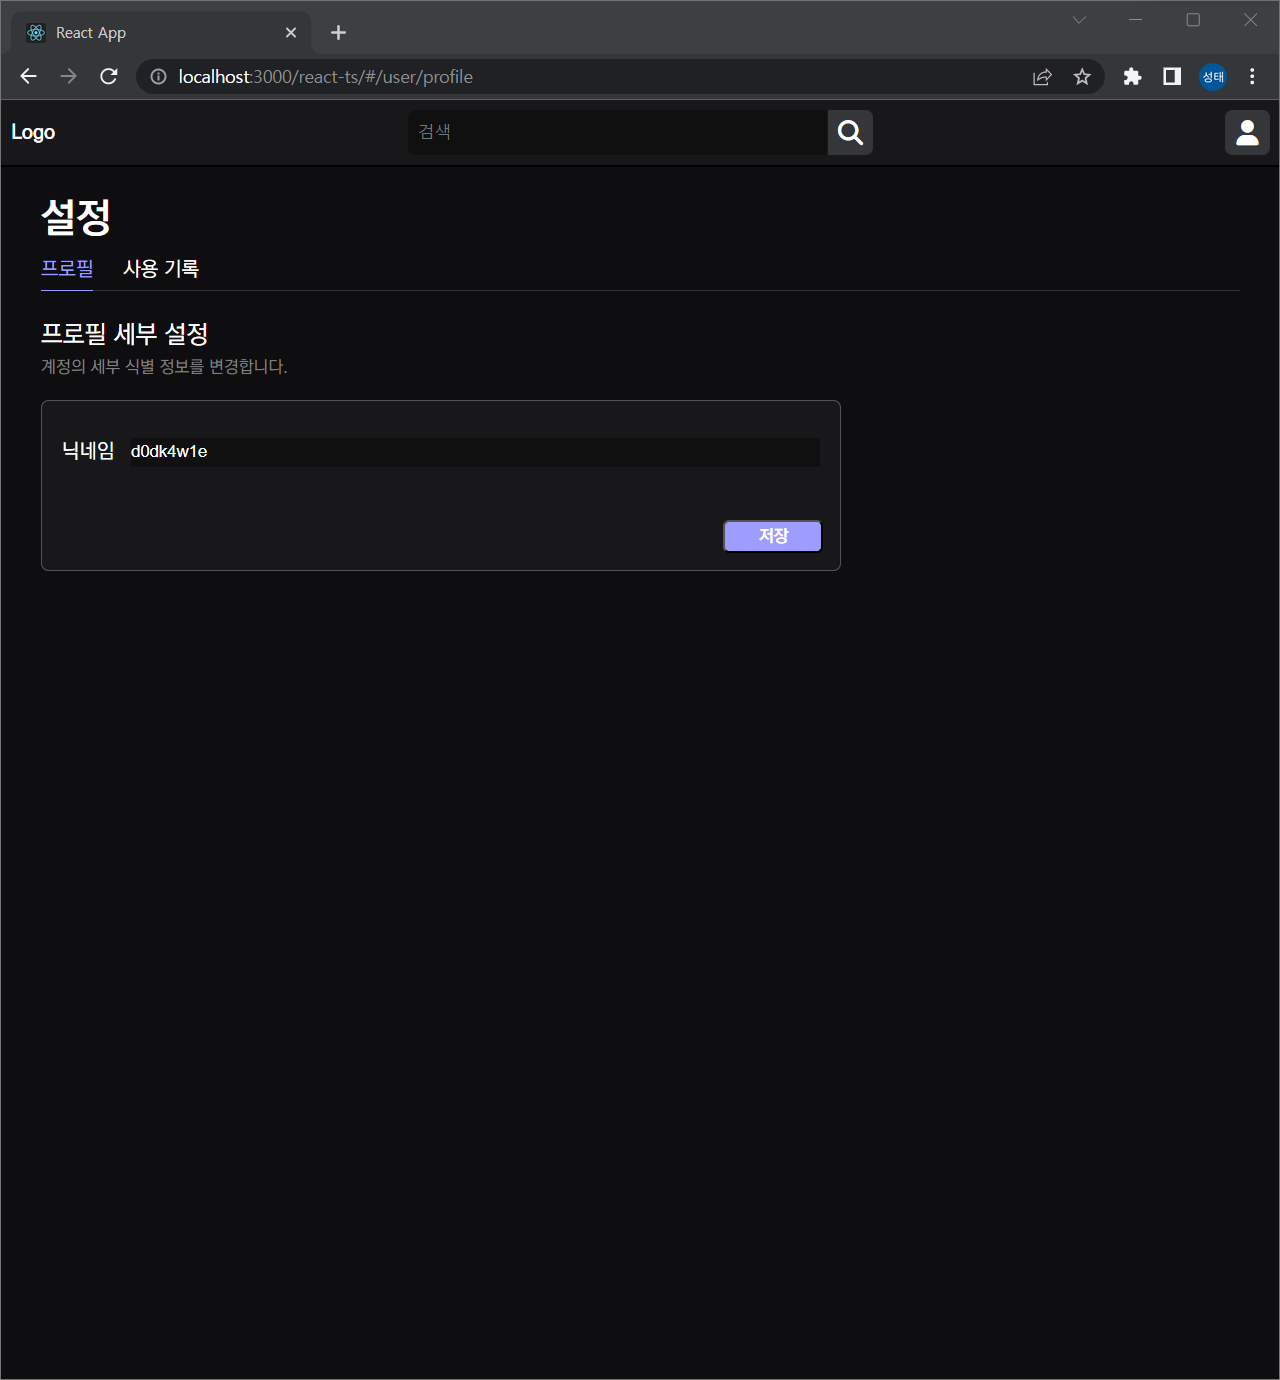 React App
localhost:3000/react-ts/#/user/profile
성태
Logo
검색
설정
프로필 사용 기록
프로필 세부 설정
계정의 세부 식별 정보를 변경합니다.
닉네임 d0dk4w1e
저장